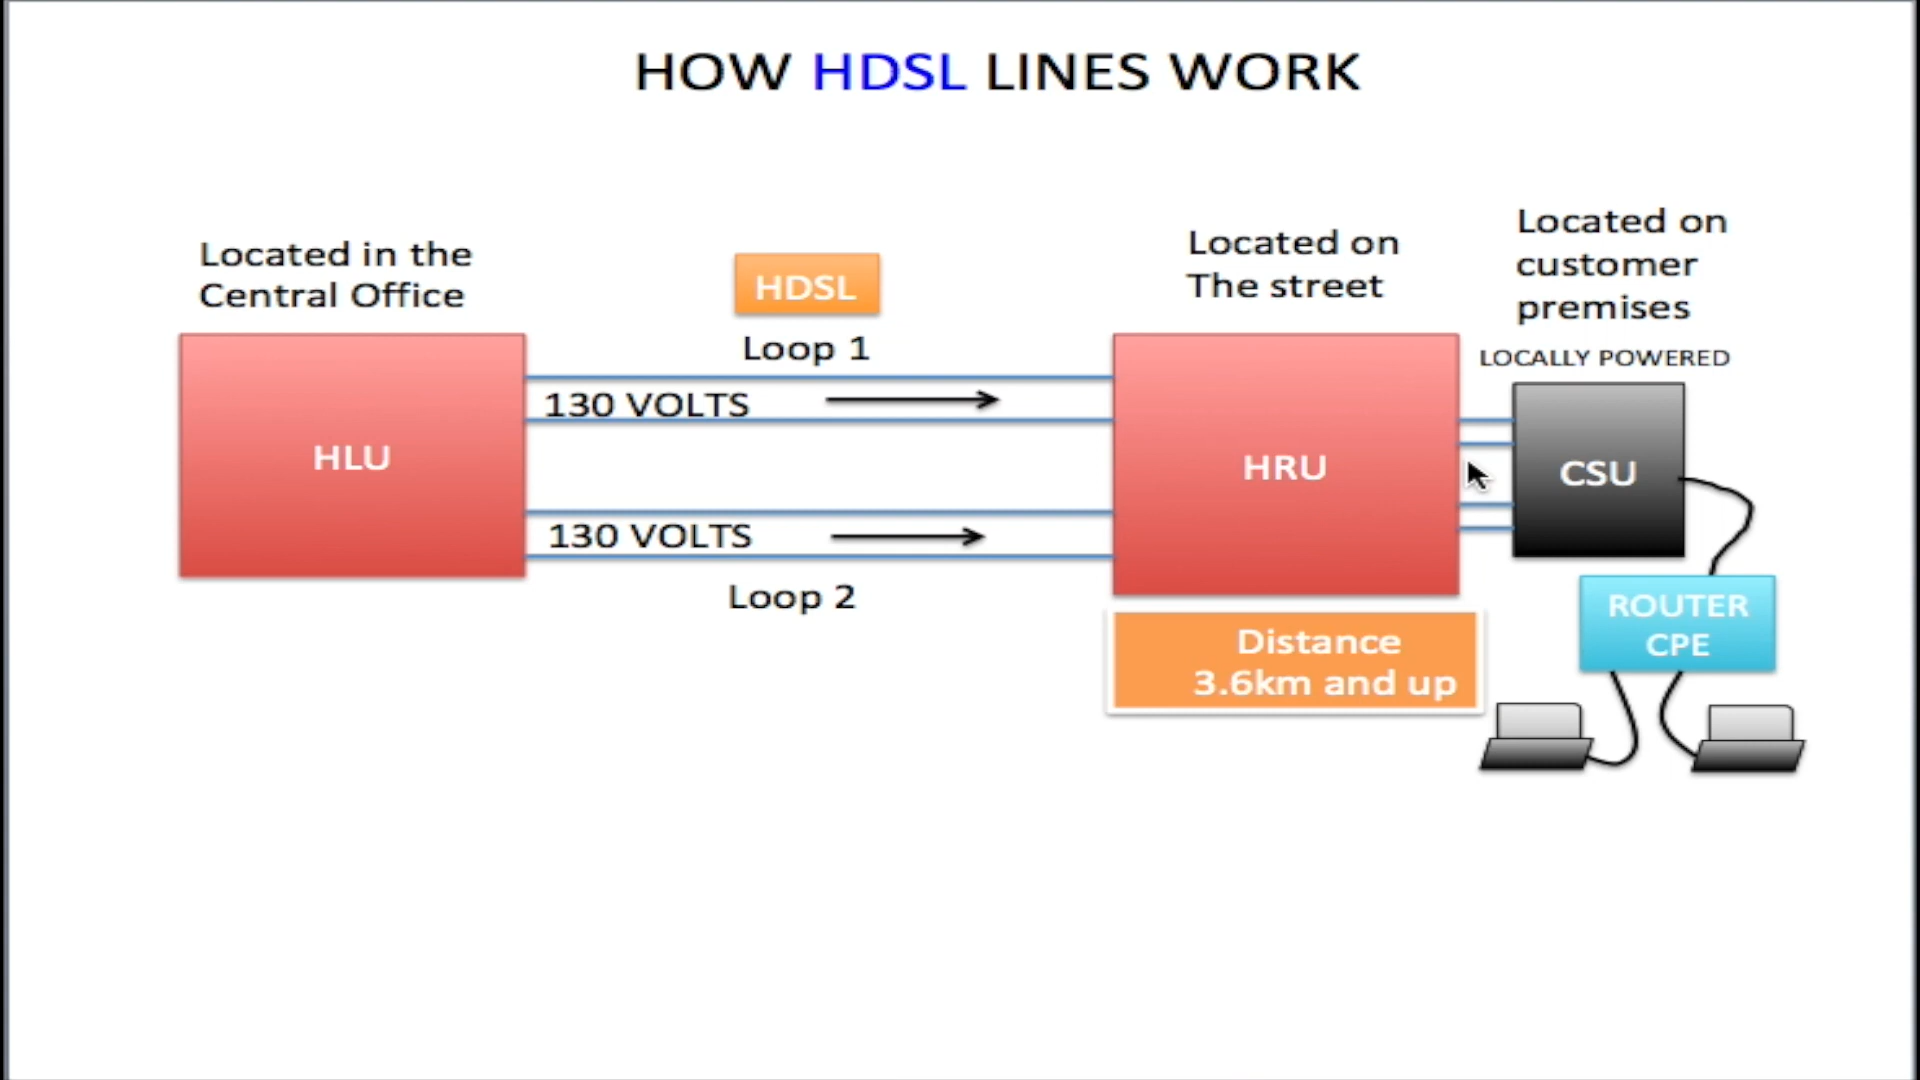 HOW HDSL LINES WORK
Located in the
Central Office
HLU
HDSL
Loop 1
130 VOLTS
130 VOLTS
Loop 2
Located on
The street
HRU
Distance
3.6km and up
Located on
customer
premises
LOCALLY POWERED
CSU
ROUTER
CPE